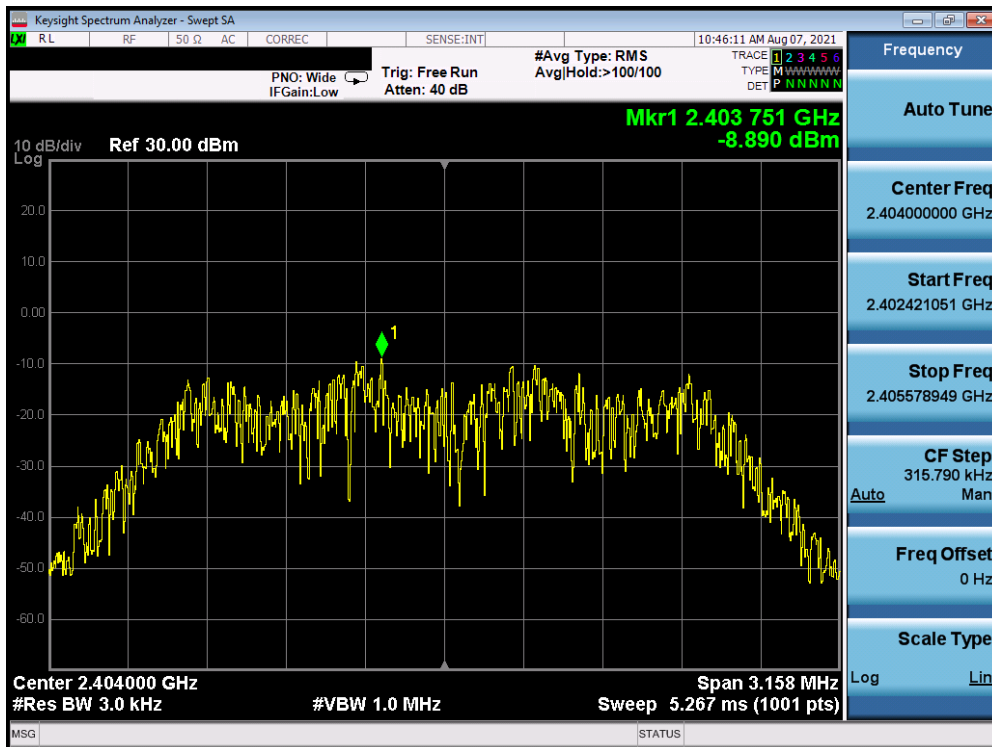 Keysight Spectrum Analyzer - Swept SA
LXI RL RF 50 Ω AC CORREC SENSE:INT 10:46:11 AM Aug 07, 2021
PNO: Wide
IFGain:Low
Trig: Free Run
Atten: 40 dB
#Avg Type: RMS
Avg|Hold:>100/100
TRACE 1 2 3 4 5 6
TYPE M W W W W W
DET P N N N N N
Mkr1 2.403 751 GHz
-8.890 dBm
10 dB/div
Log
Ref 30.00 dBm
20.0
10.0
0.00
-10.0
-20.0
-30.0
-40.0
-50.0
-60.0
1
Center 2.404000 GHz
Span 3.158 MHz
#Res BW 3.0 kHz
#VBW 1.0 MHz
Sweep 5.267 ms (1001 pts)
MSG
STATUS
Frequency
Auto Tune
Center Freq
2.404000000 GHz
Start Freq
2.402421051 GHz
Stop Freq
2.405578949 GHz
CF Step
315.790 kHz
Auto Man
Freq Offset
0 Hz
Scale Type
Log Lin